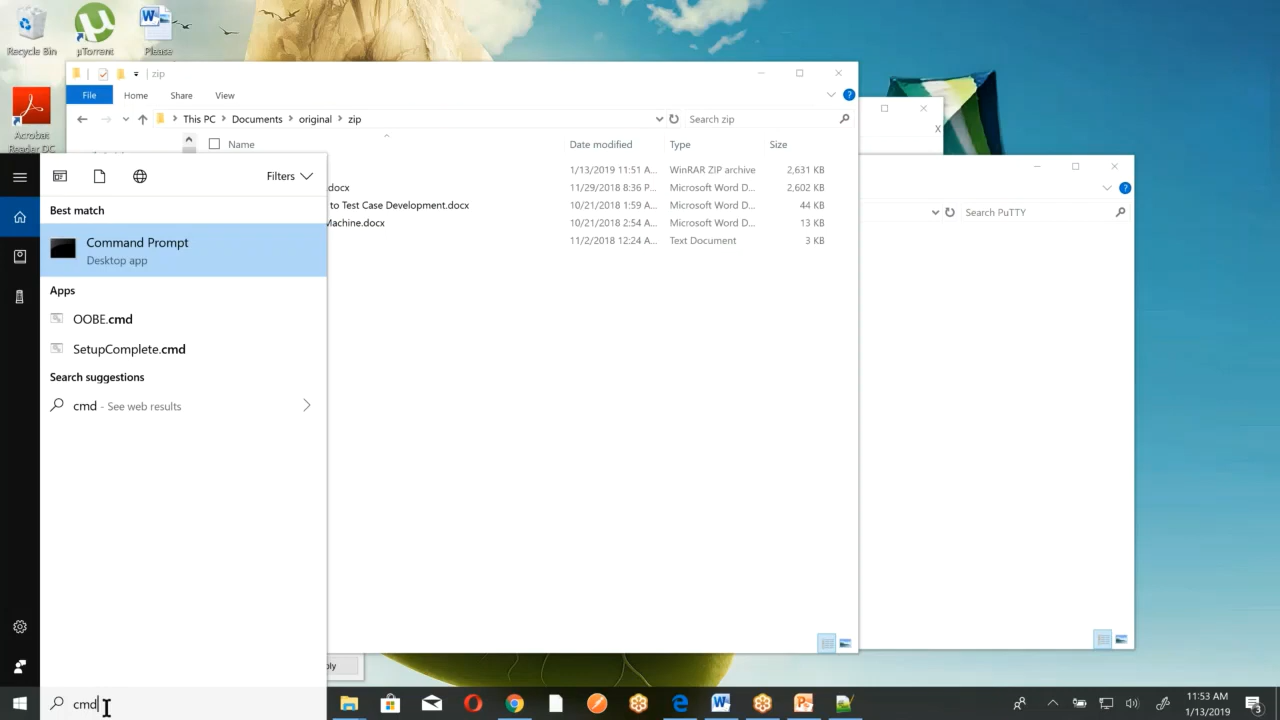 Recycle Bin
µTorrent
Please
Acrobat
Reader DC
zip
File Home Share View
This PC Documents original zip
Search zip
Name Date modified Type Size
1/13/2019 11:51 A... WinRAR ZIP archive 2,631 KB
.docx 11/29/2018 8:36 P... Microsoft Word D... 2,602 KB
to Test Case Development.docx 10/21/2018 1:59 A... Microsoft Word D... 44 KB
Machine.docx 10/21/2018 2:54 A... Microsoft Word D... 13 KB
11/2/2018 12:24 A... Text Document 3 KB
X
Search PuTTY
Filters
Best match
Command Prompt
Desktop app
Apps
OOBE.cmd
SetupComplete.cmd
Search suggestions
cmd - See web results
ply
cmd
11:53 AM
1/13/2019
3